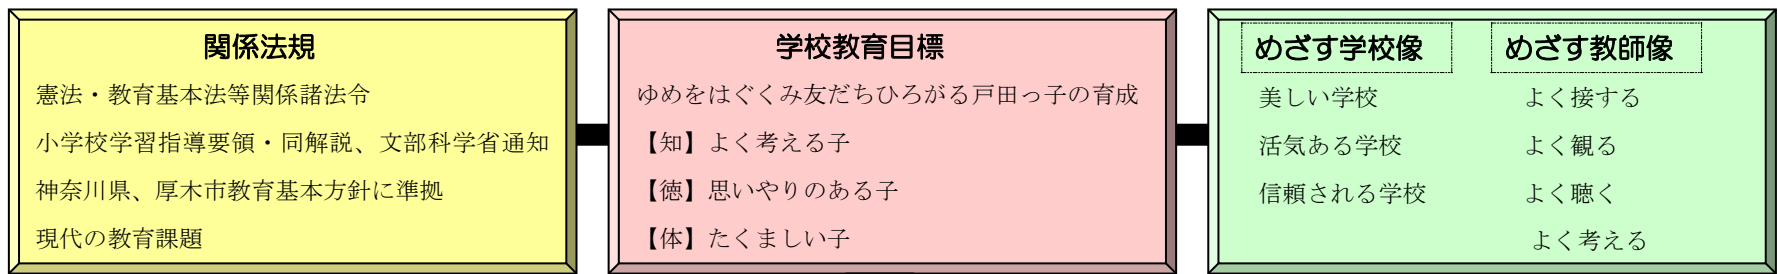 関係法規
憲法・教育基本法等関係諸法令
小学校学習指導要領・同解説、文部科学省通知
神奈川県、厚木市教育基本方針に準拠
現代の教育課題
学校教育目標
ゆめをはぐくみ友だちひろがる戸田っ子の育成
【知】よく考える子
【徳】思いやりのある子
【体】たくましい子
めざす学校像
美しい学校
活気ある学校
信頼される学校
めざす教師像
よく接する
よく観る
よく聴く
よく考える